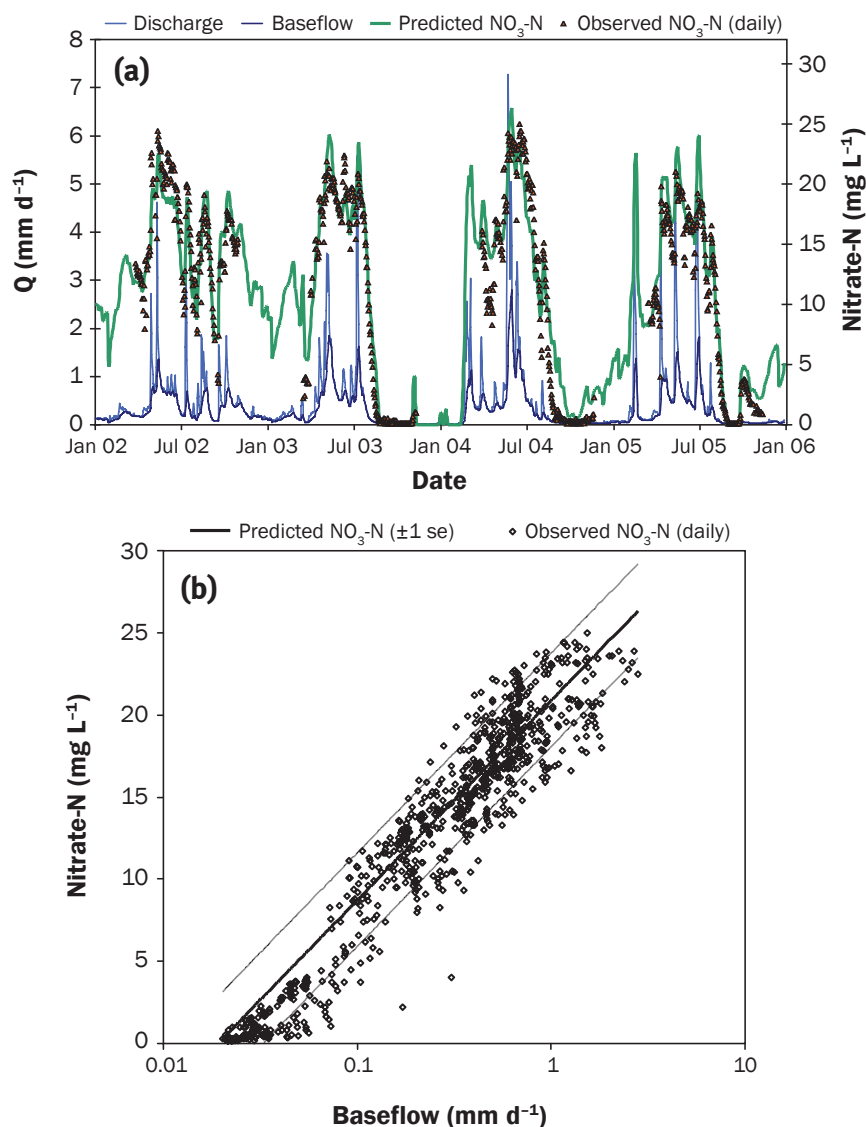 Discharge Baseflow Predicted NO₃-N Observed NO₃-N (daily)
(a)
8
7
6
5
4
3
2
1
0
Q (mm d⁻¹)
30
25
20
15
10
5
0
Nitrate-N (mg L⁻¹)
Jan 02 Jul 02 Jan 03 Jul 03 Jan 04 Jul 04 Jan 05 Jul 05 Jan 06
Date
Predicted NO₃-N (±1 se) Observed NO₃-N (daily)
(b)
30
25
20
15
10
5
0
Nitrate-N (mg L⁻¹)
0.01 0.1 1 10
Baseflow (mm d⁻¹)